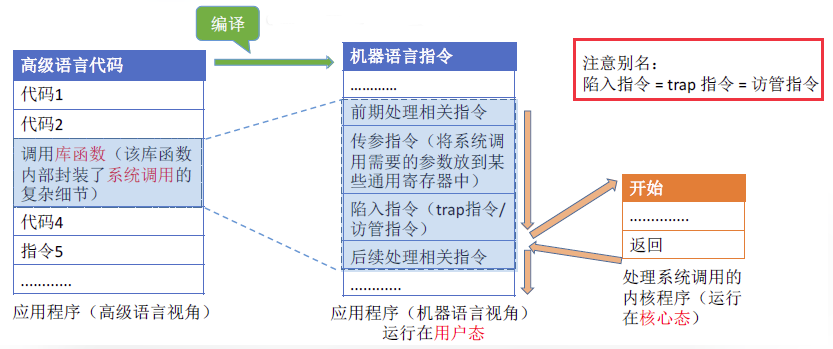 编译
高级语言代码
代码1
代码2
调用库函数（该库函数
内部封装了系统调用的
复杂细节）
代码4
指令5
............
应用程序（高级语言视角）
机器语言指令
............
前期处理相关指令
传参指令（将系统调
用需要的参数放到某
些通用寄存器中）
陷入指令（trap指令/
访管指令）
后续处理相关指令
............
应用程序（机器语言视角）
运行在用户态
注意别名：
陷入指令 = trap 指令 = 访管指令
开始
..............
返回
处理系统调用的
内核程序（运行
在核心态）